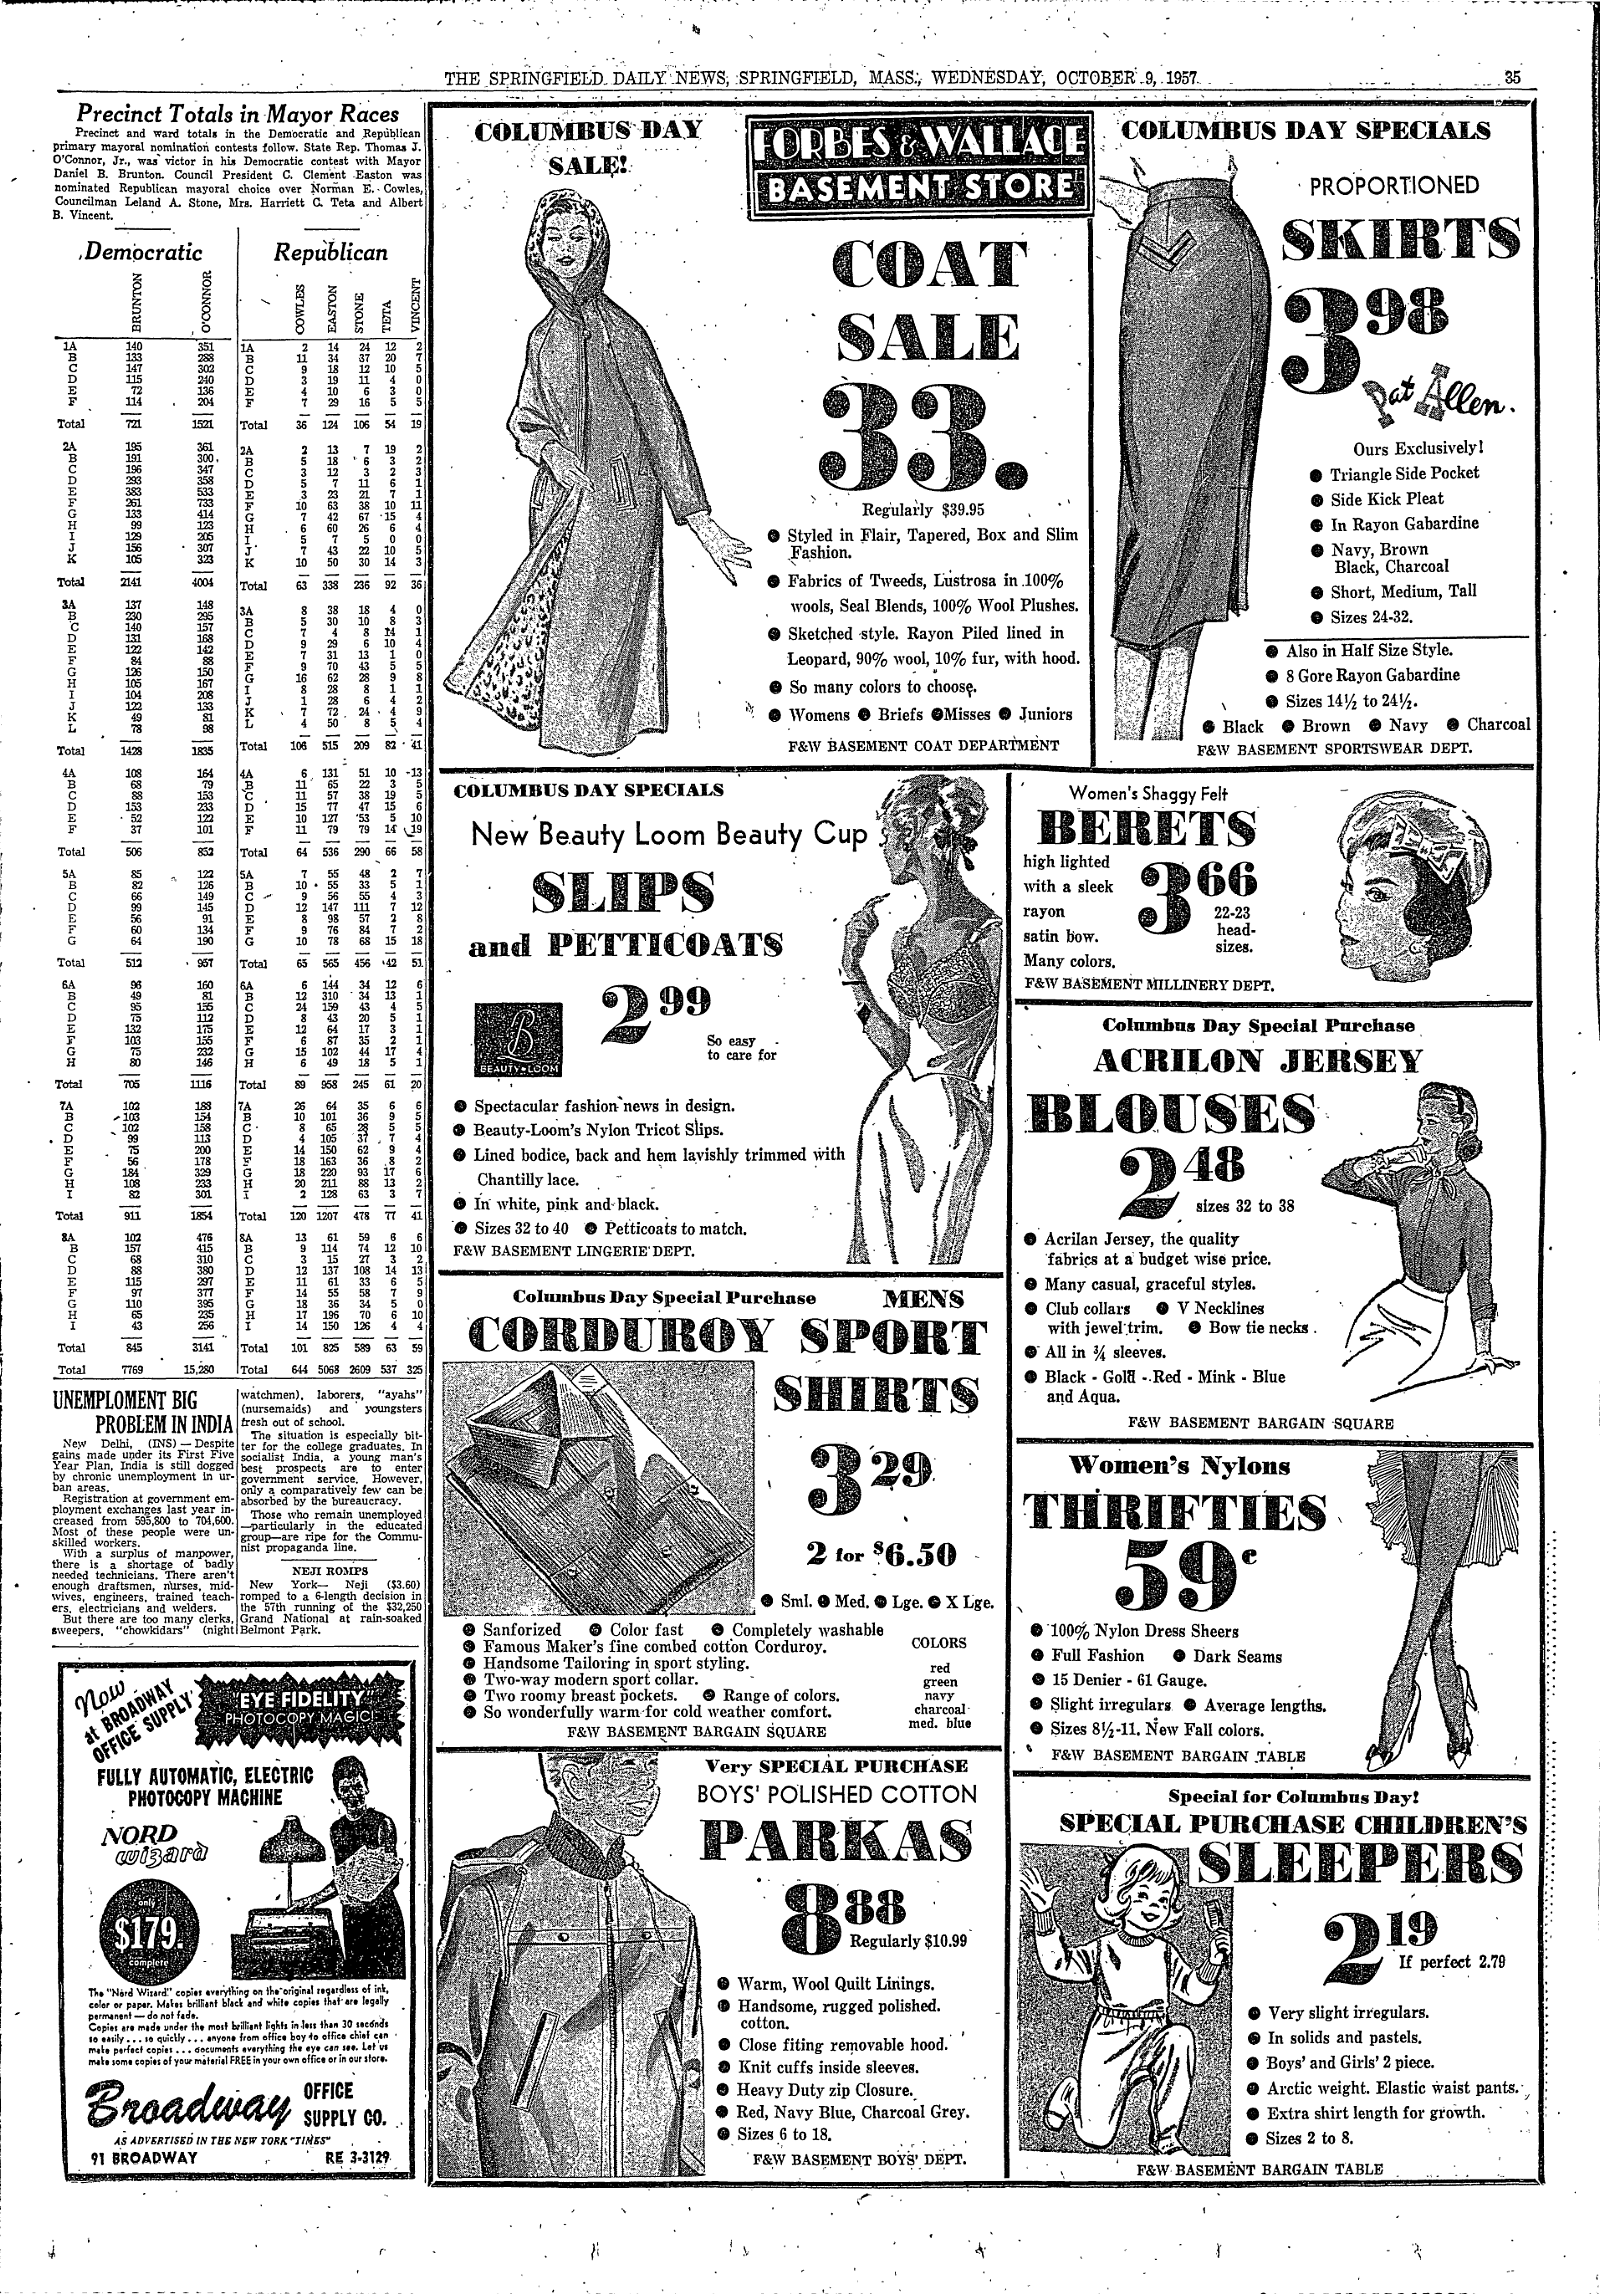 THE SPRINGFIELD DAILY NEWS, SPRINGFIELD, MASS., WEDNESDAY, OCTOBER 9, 1957
35
Precinct Totals in Mayor Races
Precinct and ward totals in the Democratic and Republican
primary mayoral nomination contests follow. State Rep. Thomas J.
O'Connor, Jr., was victor in his Democratic contest with Mayor
Daniel B. Brunton. Council President C. Clement Easton was
nominated Republican mayoral choice over Norman E. Cowles,
Councilman Leland A. Stone, Mrs. Harriett C. Teta and Albert
B. Vincent.
Democratic
BRUNTON O'CONNOR
1A 140 351
B 133 288
C 147 302
D 115 240
E 72 136
F 114 204
Total 721 1521
2A 195 361
B 191 300
C 196 347
D 293 358
E 383 533
F 261 733
G 133 414
H 99 123
I 129 205
J 156 307
K 105 323
Total 2141 4004
3A 137 148
B 230 295
C 140 157
D 131 168
E 122 142
F 84 88
G 126 150
H 105 167
I 104 208
J 122 133
K 49 81
L 78 98
Total 1428 1835
4A 108 164
B 68 79
C 88 153
D 153 233
E 52 122
F 37 101
Total 506 852
5A 85 122
B 82 126
C 66 149
D 99 145
E 56 91
F 60 134
G 64 190
Total 512 957
6A 96 160
B 49 81
C 95 155
D 75 112
E 132 175
F 103 155
G 75 232
H 80 146
Total 705 1116
7A 102 188
B 103 154
C 102 158
D 99 113
E 75 200
F 56 178
G 184 329
H 108 233
I 82 301
Total 911 1854
8A 102 476
B 157 415
C 68 310
D 88 380
E 115 297
F 97 377
G 110 395
H 65 235
I 43 256
Total 845 3141
Total 7769 15,280
Republican
COWLES EASTON STONE TETA VINCENT
1A 2 14 24 12 2
B 11 34 37 20 7
C 9 18 12 10 5
D 3 19 11 4 0
E 4 10 6 3 0
F 7 29 16 5 5
Total 36 124 106 54 19
2A 2 13 7 19 2
B 5 18 6 3 2
C 3 12 3 2 3
D 5 7 11 6 1
E 3 23 21 7 1
F 10 63 38 10 11
G 7 42 67 15 4
H 6 60 26 6 4
I 5 7 5 0 0
J 7 43 22 10 5
K 10 50 30 14 3
Total 63 338 236 92 36
3A 8 38 18 4 0
B 5 30 10 8 3
C 7 4 8 14 1
D 9 29 6 10 4
E 7 31 13 1 0
F 9 70 43 5 5
G 16 62 28 9 8
I 8 28 8 1 1
J 1 28 6 4 2
K 7 72 24 4 9
L 4 50 8 5 4
Total 106 515 209 82 41
4A 6 131 51 10 13
B 11 65 22 3 5
C 11 57 38 19 5
D 15 77 47 15 6
E 10 127 53 5 10
F 11 79 79 14 19
Total 64 536 290 66 58
5A 7 55 48 2 7
B 10 55 33 5 1
C 9 56 55 4 3
D 12 147 111 7 12
E 8 98 57 2 8
F 9 76 84 7 2
G 10 78 68 15 18
Total 65 565 456 42 51
6A 6 144 34 12 6
B 12 310 34 13 1
C 24 159 43 4 5
D 8 43 20 5 1
E 12 64 17 3 1
F 6 87 35 2 1
G 15 102 44 17 4
H 6 49 18 5 1
Total 89 958 245 61 20
7A 26 64 35 6 6
B 10 101 36 9 5
C 8 65 28 5 5
D 4 105 37 7 4
E 14 150 62 9 4
F 18 163 36 8 2
G 18 220 93 17 6
H 20 211 88 13 2
I 2 128 63 3 7
Total 120 1207 478 77 41
8A 13 61 59 6 6
B 9 114 74 12 10
C 3 15 27 3 2
D 12 137 108 14 13
E 11 61 33 6 5
F 14 55 58 7 9
G 18 36 34 5 0
H 17 196 70 6 10
I 14 150 126 4 4
Total 101 825 589 63 59
Total 644 5068 2609 537 325
UNEMPLOMENT BIG
PROBLEM IN INDIA
New Delhi, (INS) — Despite
gains made under its First Five
Year Plan, India is still dogged
by chronic unemployment in ur-
ban areas.
Registration at government em-
ployment exchanges last year in-
creased from 595,800 to 704,600.
Most of these people were un-
skilled workers.
With a surplus of manpower,
there is a shortage of badly
needed technicians. There aren't
enough draftsmen, nurses, mid-
wives, engineers, trained teach-
ers, electricians and welders.
But there are too many clerks,
sweepers, "chowkidars" (night
watchmen), laborers, "ayahs"
(nursemaids) and youngsters
fresh out of school.
The situation is especially bit-
ter for the college graduates. In
socialist India, a young man's
best prospects are to enter
government service. However,
only a comparatively few can be
absorbed by the bureaucracy.
Those who remain unemployed
—particularly in the educated
group—are ripe for the Commu-
nist propaganda line.
NEJI ROMPS
New York— Neji ($3.60)
romped to a 6-length decision in
the 57th running of the $32,250
Grand National at rain-soaked
Belmont Park.
Now
at BROADWAY
OFFICE SUPPLY
"EYE FIDELITY"
PHOTOCOPY MAGIC!
FULLY AUTOMATIC, ELECTRIC
PHOTOCOPY MACHINE
NORD
wizard
only
$179.
complete
The "Nord Wizard" copies everything on the original regardless of ink,
color or paper. Makes brilliant black and white copies that are legally
permanent — do not fade.
Copies are made under the most brilliant lights in less than 30 seconds
so easily . . . so quickly . . . anyone from office boy to office chief can
make perfect copies . . . documents everything the eye can see. Let us
make some copies of your material FREE in your own office or in our store.
Broadway OFFICE
SUPPLY CO.
AS ADVERTISED IN THE NEW YORK "TIMES"
91 BROADWAY RE 3-3129
COLUMBUS DAY
SALE!
FORBES & WALLACE
BASEMENT STORE
COAT
SALE
33.
Regularly $39.95
Styled in Flair, Tapered, Box and Slim
Fashion.
Fabrics of Tweeds, Lustrosa in 100%
wools, Seal Blends, 100% Wool Plushes.
Sketched style. Rayon Piled lined in
Leopard, 90% wool, 10% fur, with hood.
So many colors to choose.
Womens Briefs Misses Juniors
F&W BASEMENT COAT DEPARTMENT
COLUMBUS DAY SPECIALS
PROPORTIONED
SKIRTS
3 98
Pat Allen.
Ours Exclusively!
Triangle Side Pocket
Side Kick Pleat
In Rayon Gabardine
Navy, Brown
Black, Charcoal
Short, Medium, Tall
Sizes 24-32.
Also in Half Size Style.
8 Gore Rayon Gabardine
Sizes 14½ to 24½.
Black Brown Navy Charcoal
F&W BASEMENT SPORTSWEAR DEPT.
COLUMBUS DAY SPECIALS
New Beauty Loom Beauty Cup
SLIPS
and PETTICOATS
2 99
So easy
to care for
B
BEAUTY•LOOM
Spectacular fashion news in design.
Beauty-Loom's Nylon Tricot Slips.
Lined bodice, back and hem lavishly trimmed with
Chantilly lace.
In white, pink and black.
Sizes 32 to 40 Petticoats to match.
F&W BASEMENT LINGERIE DEPT.
Women's Shaggy Felt
BERETS
high lighted
with a sleek
rayon
satin bow.
Many colors.
3 66
22-23
head-
sizes.
F&W BASEMENT MILLINERY DEPT.
Columbus Day Special Purchase
ACRILON JERSEY
BLOUSES
2 48
sizes 32 to 38
Acrilan Jersey, the quality
fabrics at a budget wise price.
Many casual, graceful styles.
Club collars V Necklines
with jewel trim. Bow tie necks.
All in ¾ sleeves.
Black - Gold - Red - Mink - Blue
and Aqua.
F&W BASEMENT BARGAIN SQUARE
Columbus Day Special Purchase MENS
CORDUROY SPORT
SHIRTS
3 29
2 for $6.50
Sml. Med. Lge. X Lge.
Sanforized Color fast Completely washable
Famous Maker's fine combed cotton Corduroy.
Handsome Tailoring in sport styling.
Two-way modern sport collar.
Two roomy breast pockets. Range of colors.
So wonderfully warm for cold weather comfort.
COLORS
red
green
navy
charcoal
med. blue
F&W BASEMENT BARGAIN SQUARE
Women's Nylons
THRIFTIES
59c
100% Nylon Dress Sheers
Full Fashion Dark Seams
15 Denier - 61 Gauge.
Slight irregulars Average lengths.
Sizes 8½-11. New Fall colors.
F&W BASEMENT BARGAIN TABLE
Very SPECIAL PURCHASE
BOYS' POLISHED COTTON
PARKAS
8 88
Regularly $10.99
Warm, Wool Quilt Linings.
Handsome, rugged polished.
cotton.
Close fiting removable hood.
Knit cuffs inside sleeves.
Heavy Duty zip Closure.
Red, Navy Blue, Charcoal Grey.
Sizes 6 to 18.
F&W BASEMENT BOYS' DEPT.
Special for Columbus Day!
SPECIAL PURCHASE CHILDREN'S
SLEEPERS
2 19
If perfect 2.79
Very slight irregulars.
In solids and pastels.
Boys' and Girls' 2 piece.
Arctic weight. Elastic waist pants.
Extra shirt length for growth.
Sizes 2 to 8.
F&W BASEMENT BARGAIN TABLE